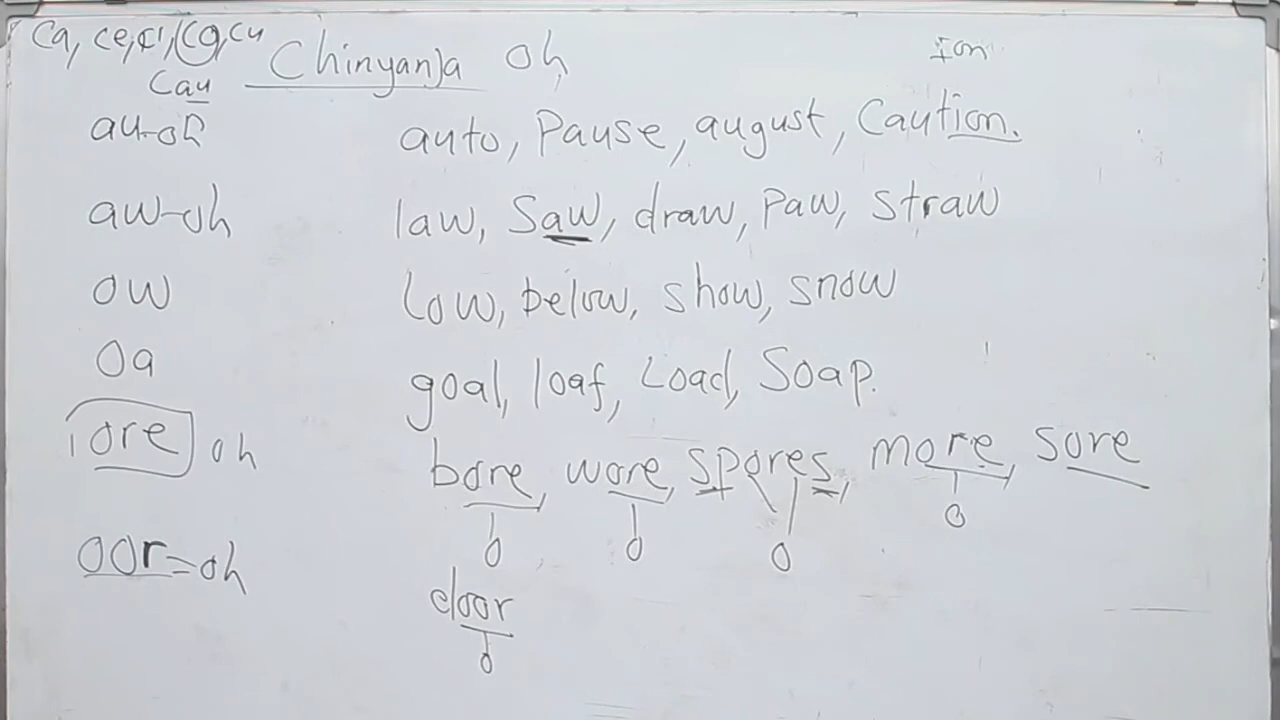 Ca, ce, ci, Co, Cu Chinyanja oh Ion
Cau
au-oh auto, Pause, august, Caution.
aw-oh law, Saw, draw, Paw, Straw
ow Low, below, show, snow
Oa goal, loaf, Load, Soap.
ore oh bore, wore, spores, more, sore
o o o o
oor=oh door
o